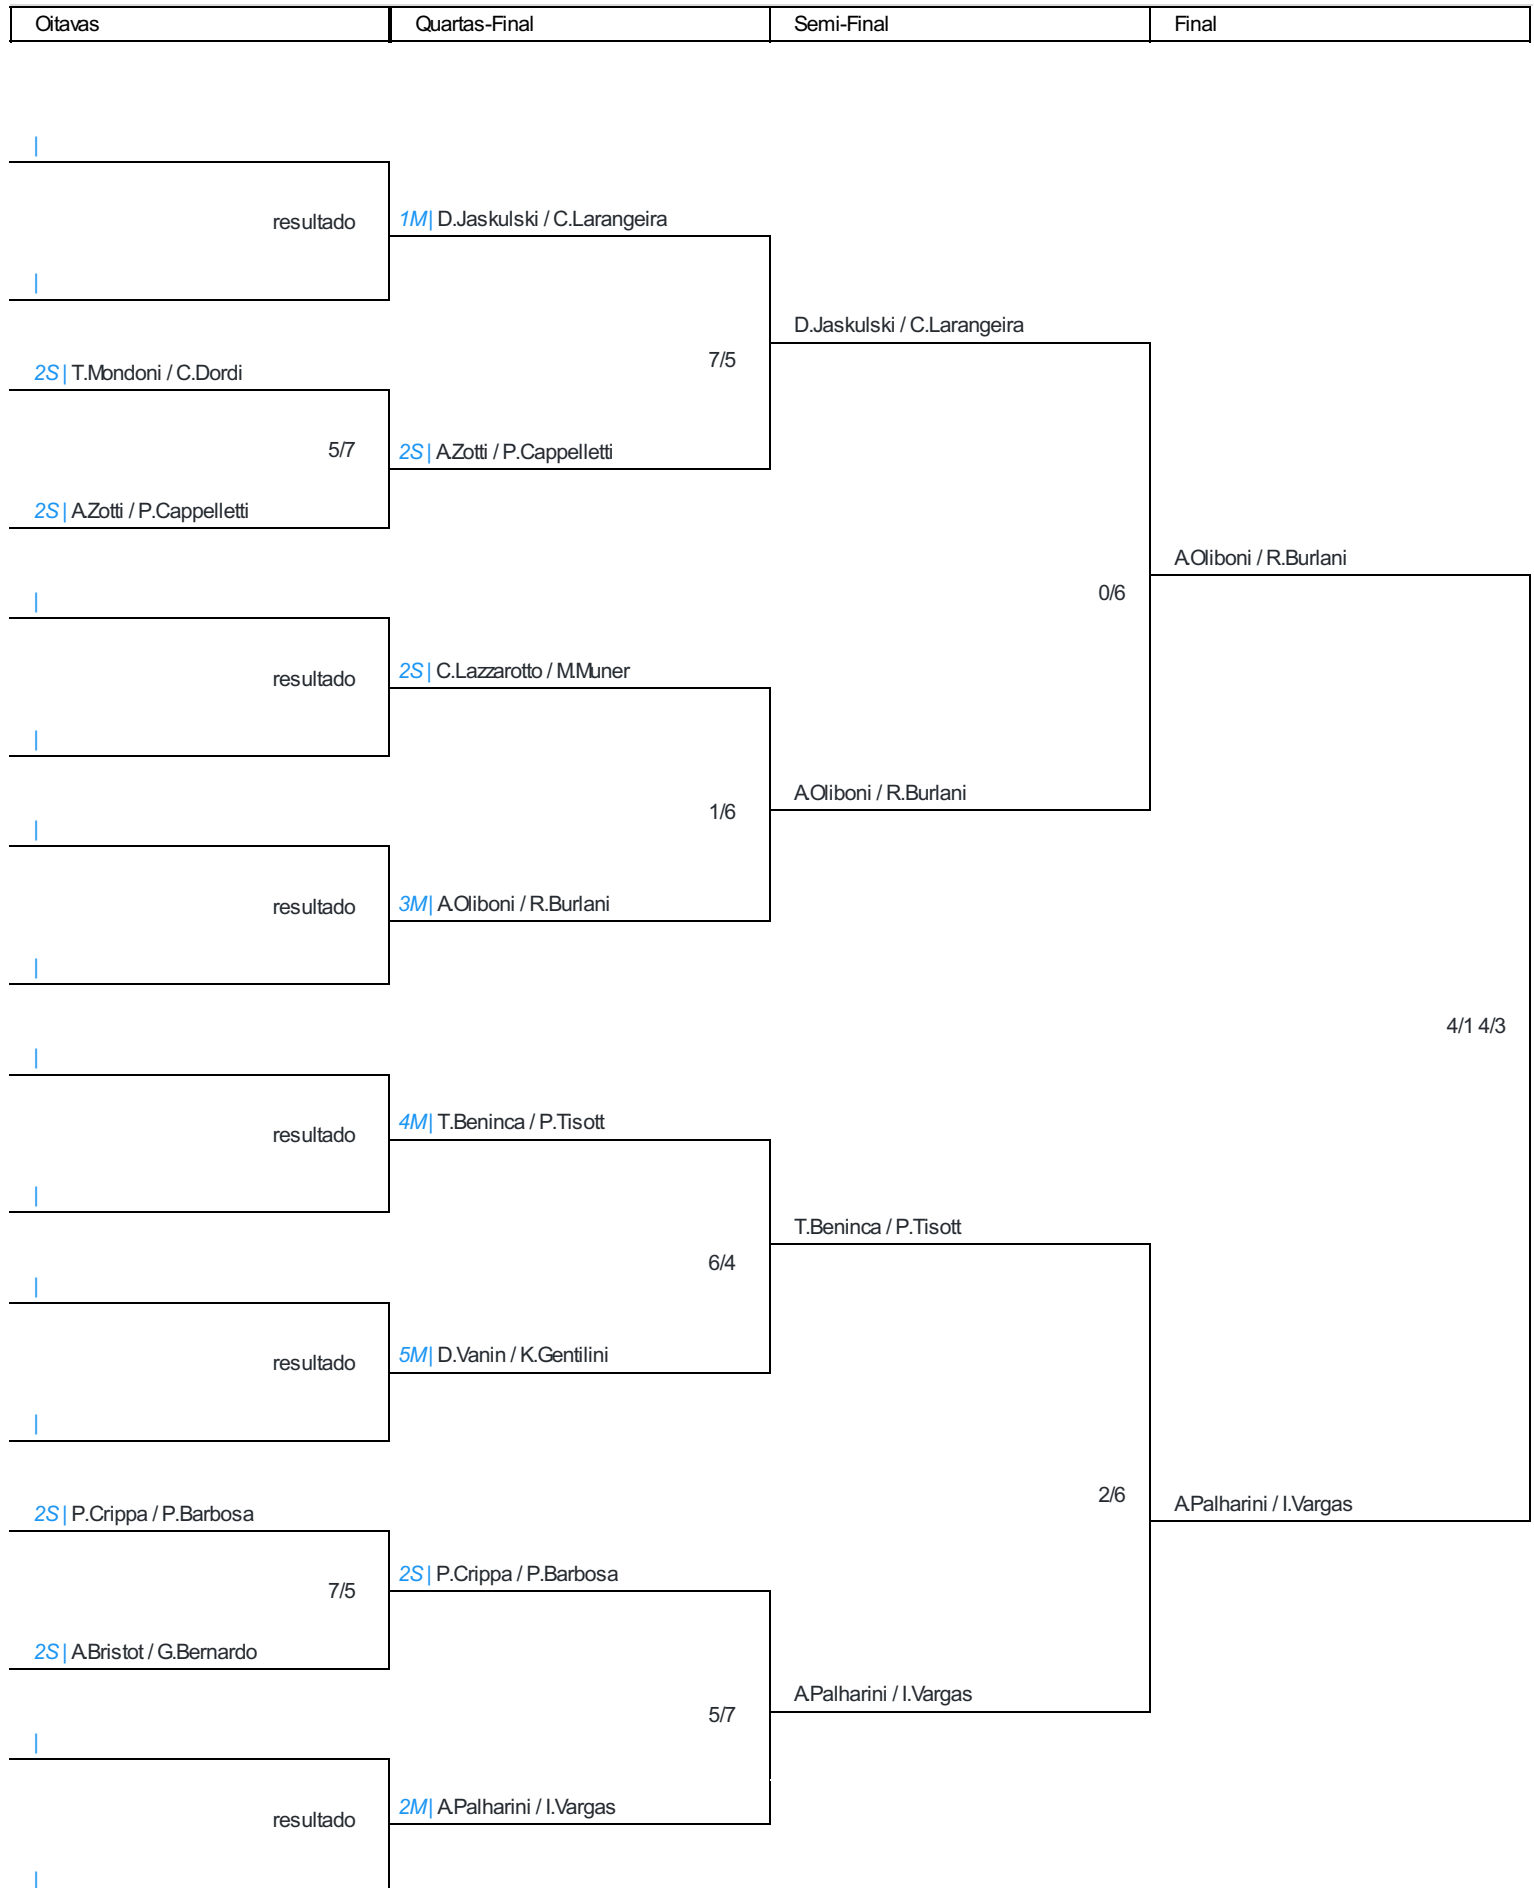 Oitavas Quartas-Final Semi-Final Final
|
resultado
1M| D.Jaskulski / C.Larangeira
|
D.Jaskulski / C.Larangeira
7/5
2S| T.Mondoni / C.Dordi
5/7
2S| A.Zotti / P.Cappelletti
2S| A.Zotti / P.Cappelletti
A.Oliboni / R.Burlani
0/6
|
resultado
2S| C.Lazzarotto / M.Muner
|
A.Oliboni / R.Burlani
1/6
|
resultado
3M| A.Oliboni / R.Burlani
|
4/1 4/3
|
resultado
4M| T.Beninca / P.Tisott
|
T.Beninca / P.Tisott
6/4
|
resultado
5M| D.Vanin / K.Gentilini
|
2/6
A.Palharini / I.Vargas
2S| P.Crippa / P.Barbosa
7/5
2S| P.Crippa / P.Barbosa
2S| A.Bristot / G.Bernardo
A.Palharini / I.Vargas
5/7
|
resultado
2M| A.Palharini / I.Vargas
|